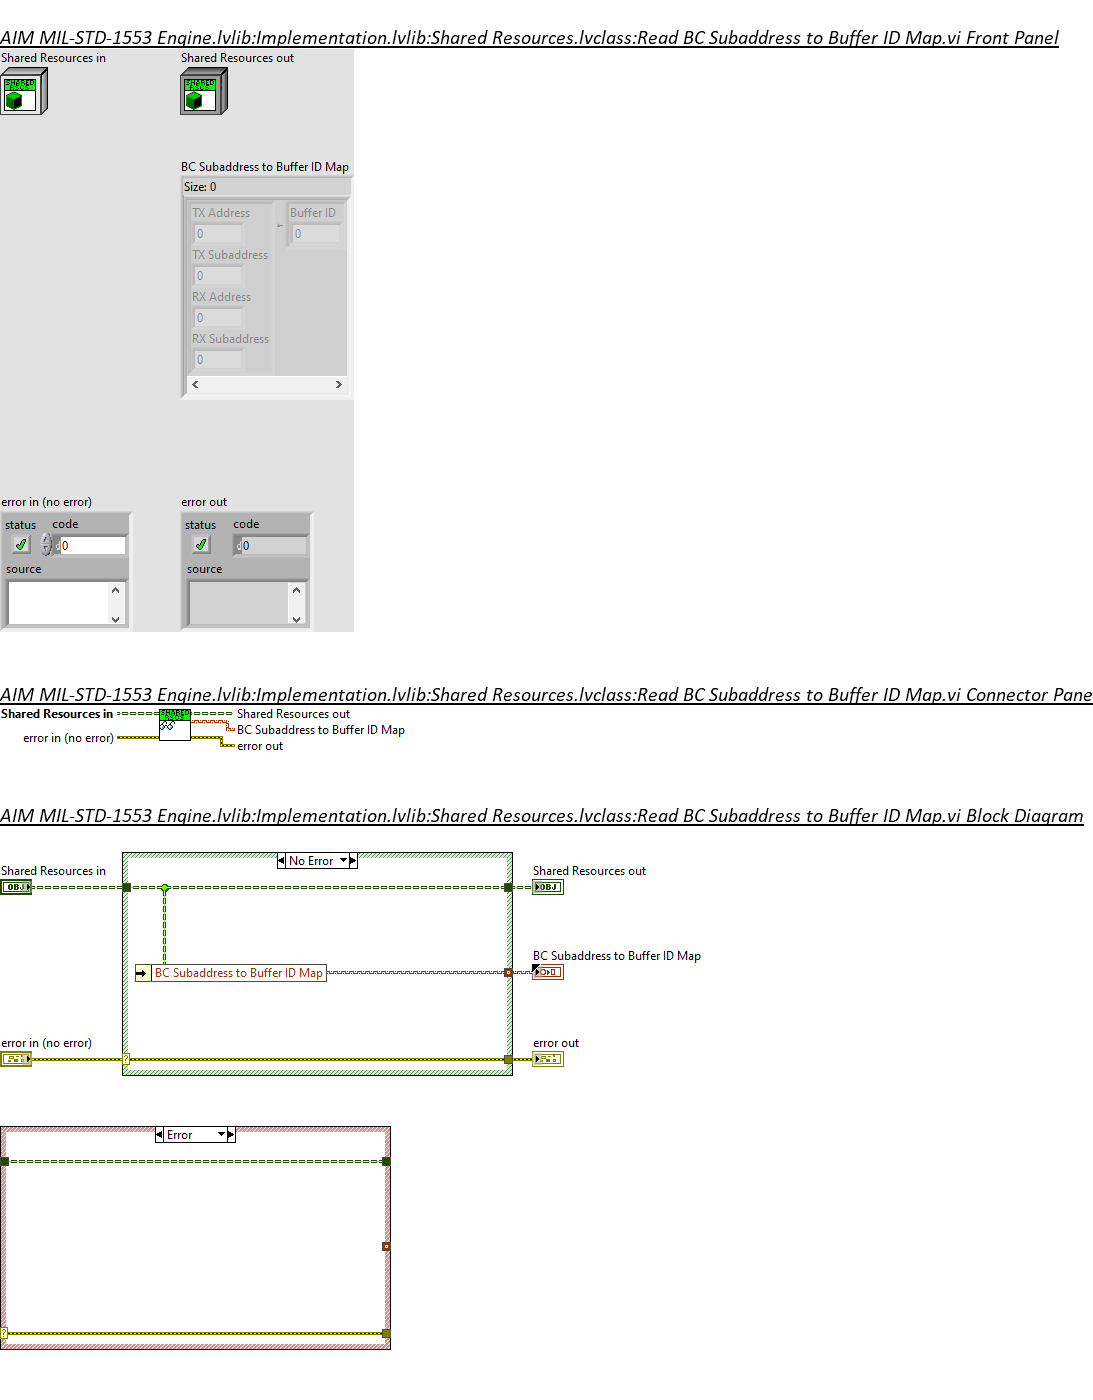 AIM MIL-STD-1553 Engine.lvlib:Implementation.lvlib:Shared Resources.lvclass:Read BC Subaddress to Buffer ID Map.vi Front Panel
Shared Resources in
Shared Resources out
SHARED
RSCS
SHARED
RSCS
BC Subaddress to Buffer ID Map
Size: 0
TX Address
Buffer ID
0
0
TX Subaddress
0
RX Address
0
RX Subaddress
0
error in (no error)
error out
status code
status code
d 0
d 0
source
source
AIM MIL-STD-1553 Engine.lvlib:Implementation.lvlib:Shared Resources.lvclass:Read BC Subaddress to Buffer ID Map.vi Connector Pane
Shared Resources in
SHARED
RSCS
Shared Resources out
BC Subaddress to Buffer ID Map
error in (no error)
error out
AIM MIL-STD-1553 Engine.lvlib:Implementation.lvlib:Shared Resources.lvclass:Read BC Subaddress to Buffer ID Map.vi Block Diagram
No Error
Shared Resources in
Shared Resources out
OBJ
OBJ
BC Subaddress to Buffer ID Map
BC Subaddress to Buffer ID Map
error in (no error)
error out
?
Error
?